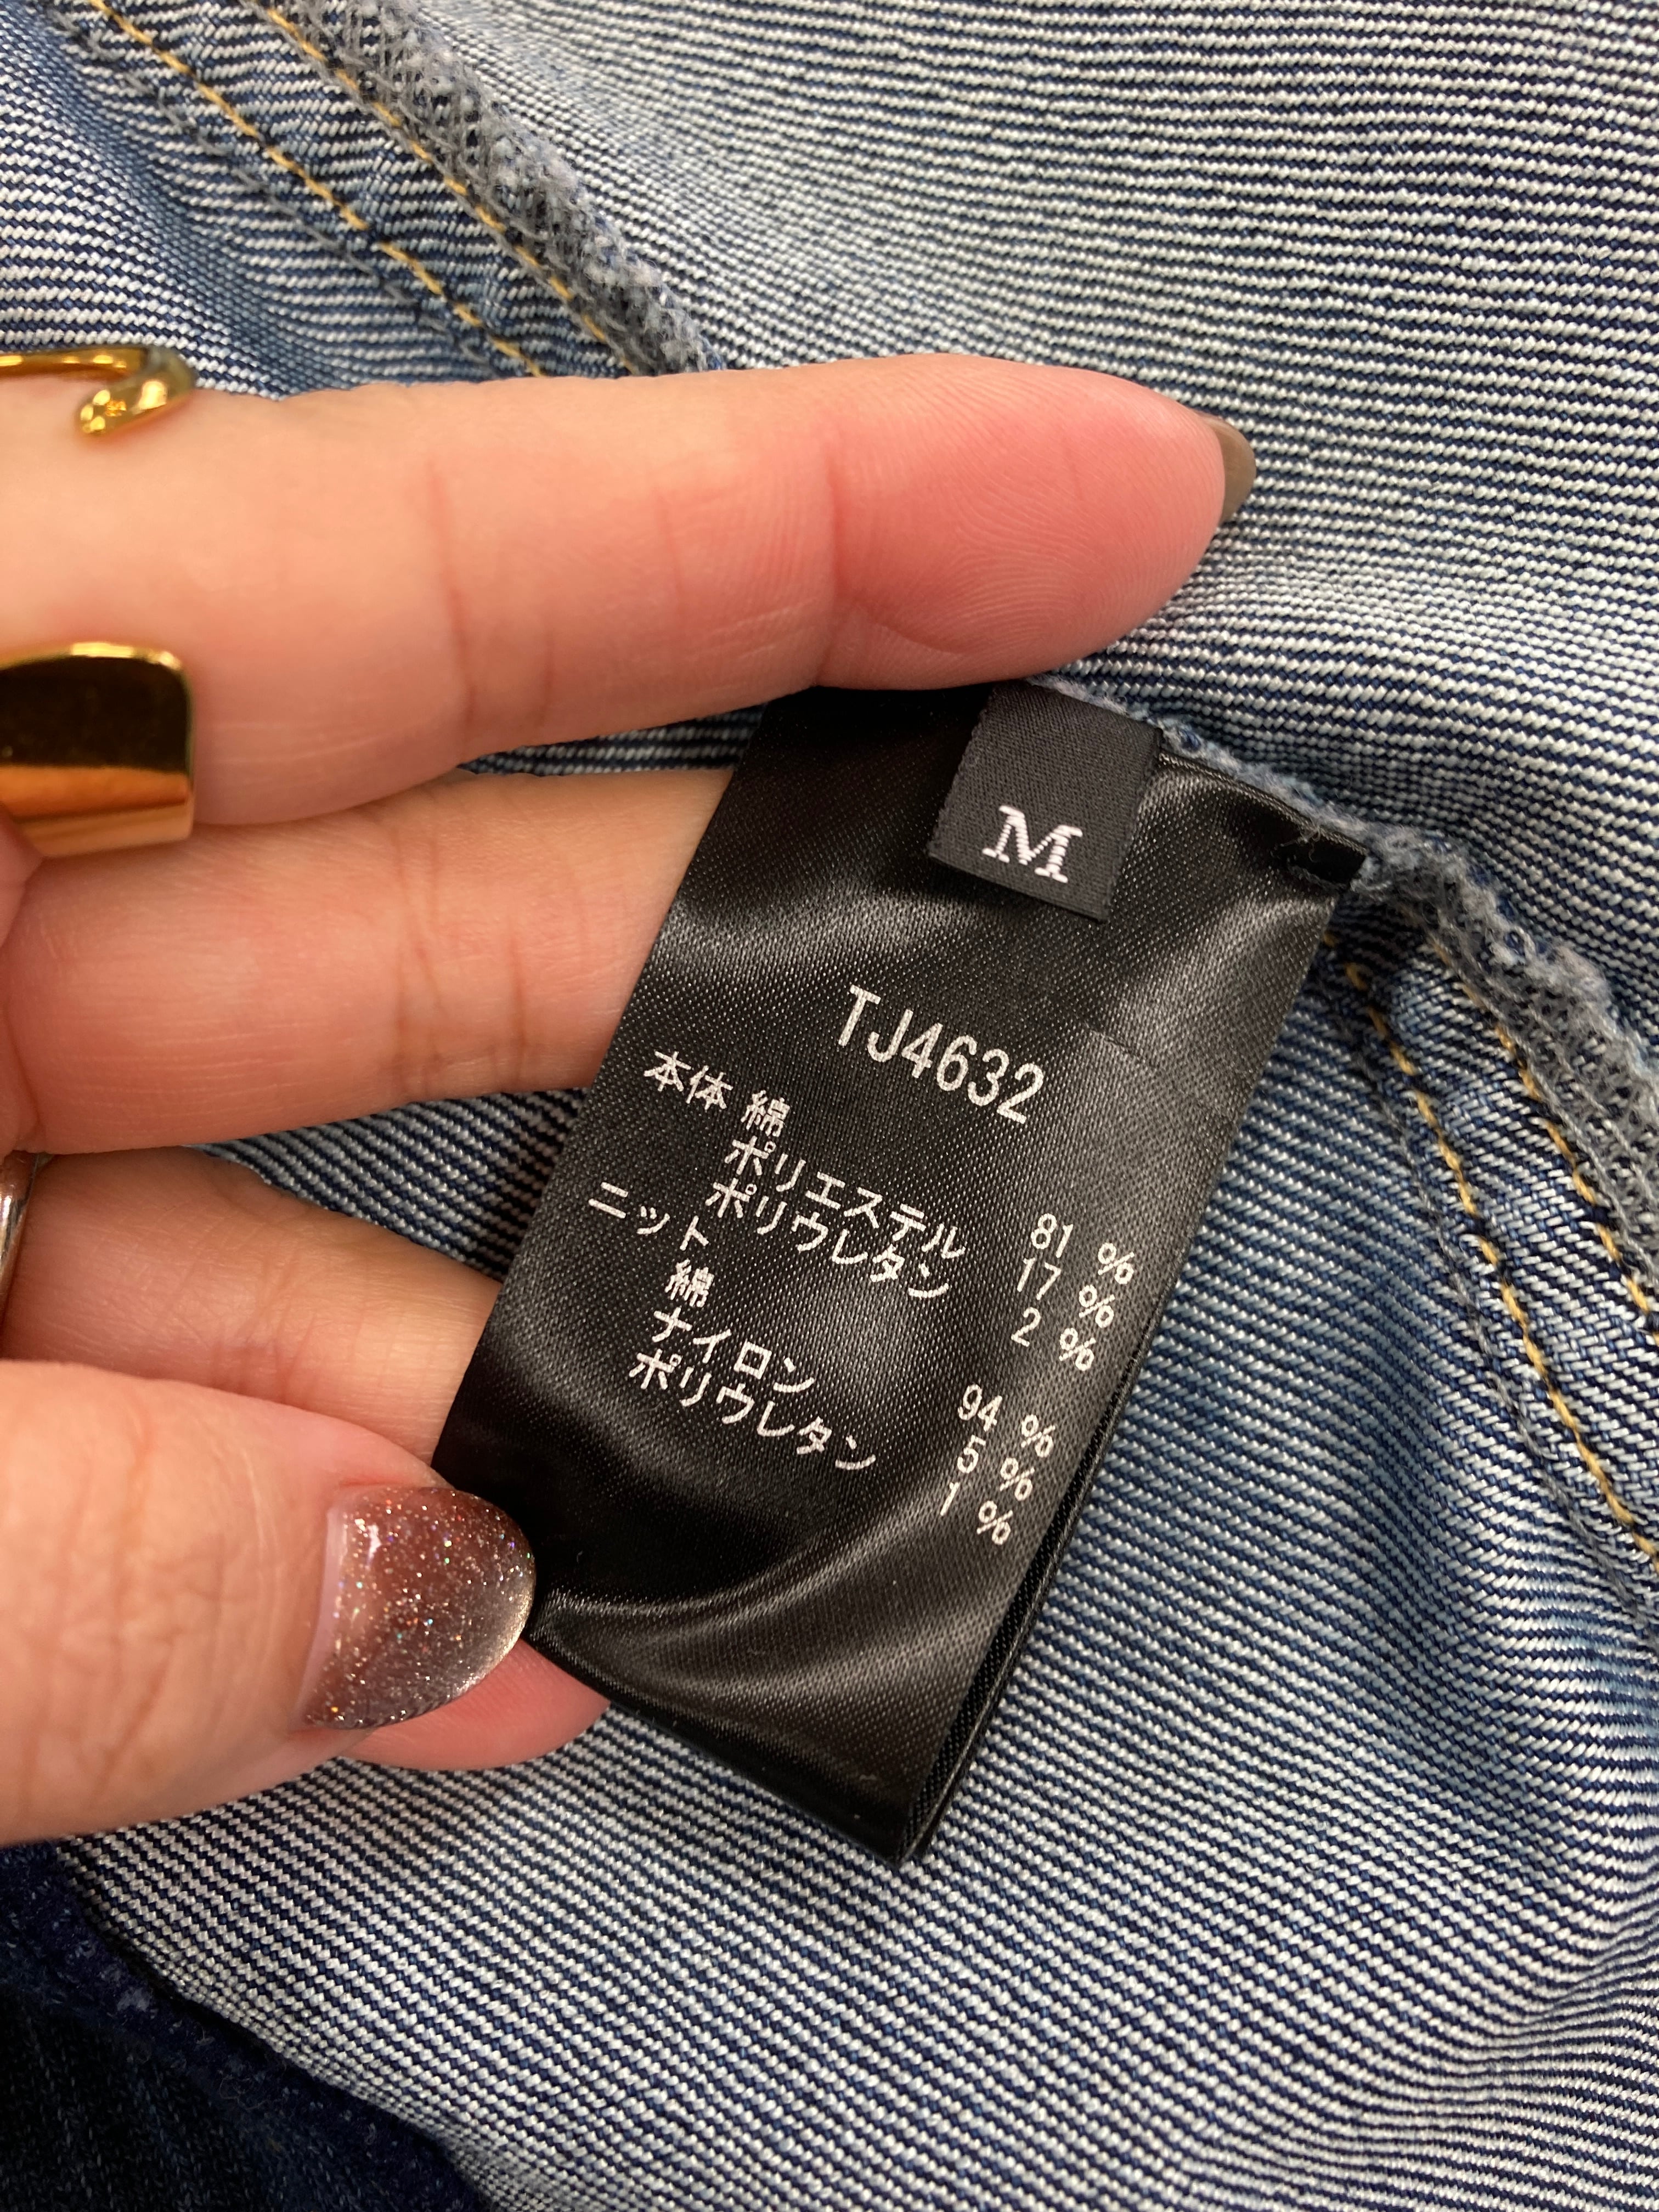 M
TJ4632
本体 綿 81 %
ポリエステル 17 %
ポリウレタン 2 %
ニット
綿 94 %
ナイロン 5 %
ポリウレタン 1 %